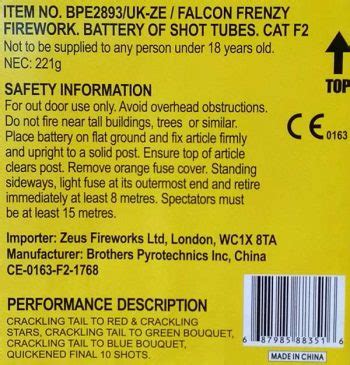 ITEM NO. BPE2893/UK-ZE / FALCON FRENZY
FIREWORK. BATTERY OF SHOT TUBES. CAT F2
Not to be supplied to any person under 18 years old.
NEC: 221g
TOP
SAFETY INFORMATION
For out door use only. Avoid overhead obstructions.
Do not fire near tall buildings, trees or similar.
Place battery on flat ground and fix article firmly
and upright to a solid post. Ensure top of article
clears post. Remove orange fuse cover. Standing
sideways, light fuse at its outermost end and retire
immediately at least 8 metres. Spectators must
be at least 15 metres.
CE 0163
Importer: Zeus Fireworks Ltd, London, WC1X 8TA
Manufacturer: Brothers Pyrotechnics Inc, China
CE-0163-F2-1768
PERFORMANCE DESCRIPTION
CRACKLING TAIL TO RED & CRACKLING
STARS, CRACKLING TAIL TO GREEN BOUQUET,
CRACKLING TAIL TO BLUE BOUQUET,
QUICKENED FINAL 10 SHOTS.
6 87985 88351 6
MADE IN CHINA